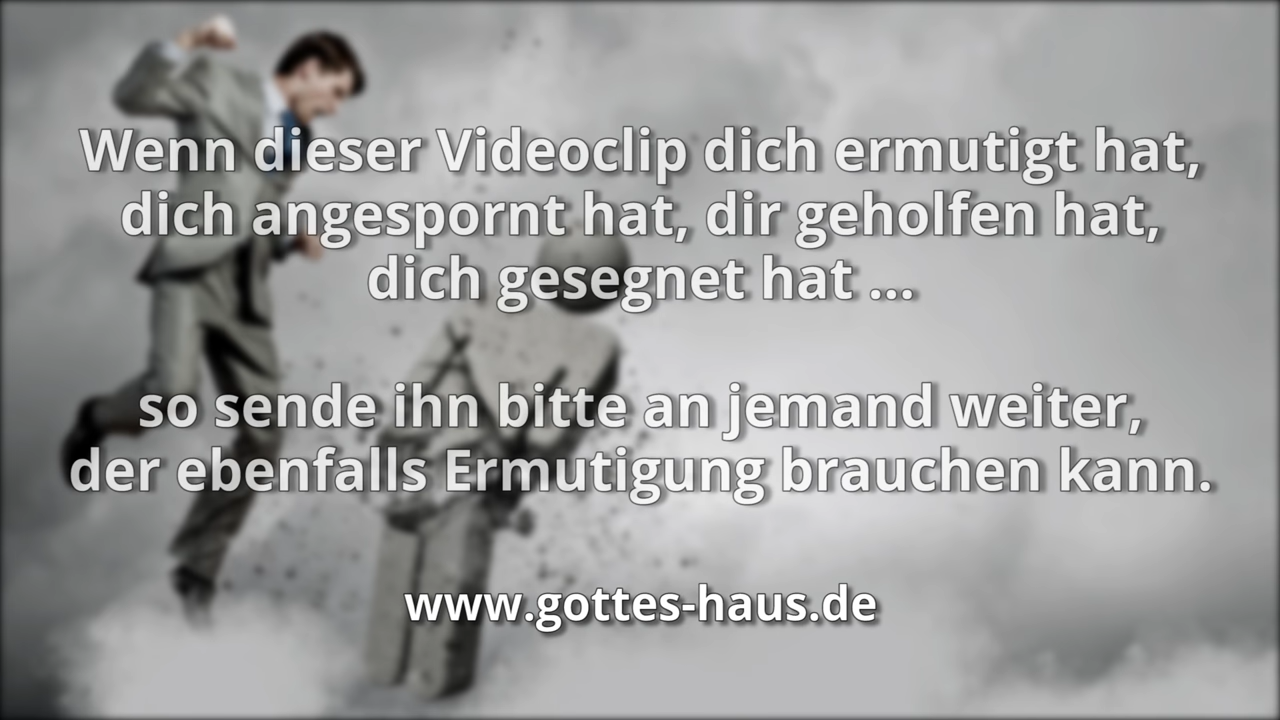 Wenn dieser Videoclip dich ermutigt hat,
dich angespornt hat, dir geholfen hat,
dich gesegnet hat ...
so sende ihn bitte an jemand weiter,
der ebenfalls Ermutigung brauchen kann.
www.gottes-haus.de